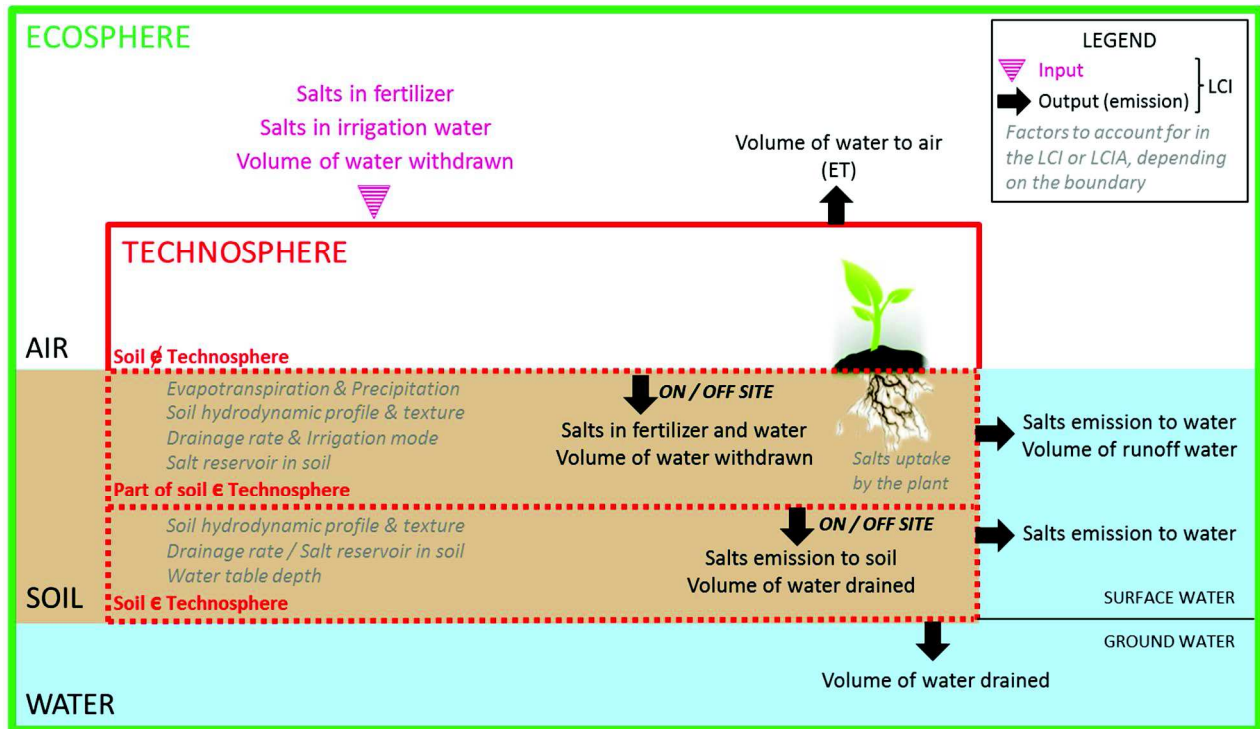 ECOSPHERE
LEGEND
Input
Output (emission)
LCI
Factors to account for in
the LCI or LCIA, depending
on the boundary
Salts in fertilizer
Salts in irrigation water
Volume of water withdrawn
Volume of water to air
(ET)
TECHNOSPHERE
AIR
Soil ∉ Technosphere
Evapotranspiration & Precipitation
Soil hydrodynamic profile & texture
Drainage rate & Irrigation mode
Salt reservoir in soil
Part of soil ∈ Technosphere
ON / OFF SITE
Salts in fertilizer and water
Volume of water withdrawn
Salts uptake
by the plant
Salts emission to water
Volume of runoff water
Soil hydrodynamic profile & texture
Drainage rate / Salt reservoir in soil
Water table depth
Soil ∈ Technosphere
ON / OFF SITE
Salts emission to soil
Volume of water drained
Salts emission to water
SOIL
SURFACE WATER
GROUND WATER
Volume of water drained
WATER